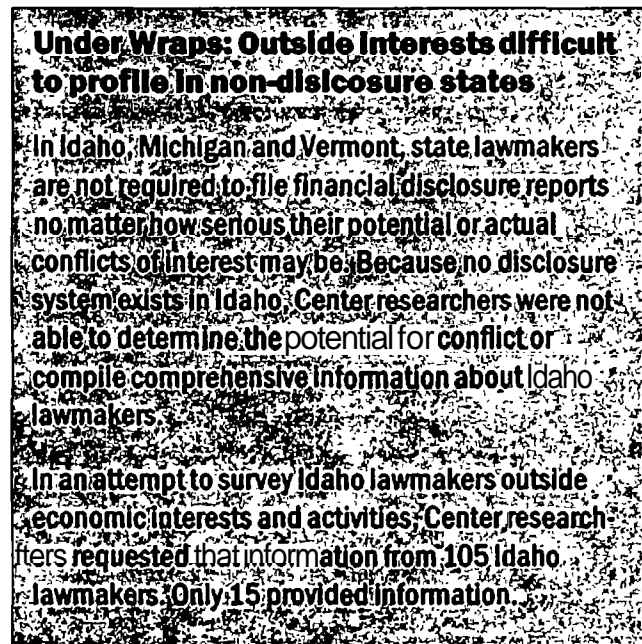 Under Wraps: Outside Interests difficult
to profile in non-dislcosure states
In Idaho, Michigan and Vermont, state lawmakers
are not required to file financial disclosure reports
no matter how serious their potential or actual
conflicts of interest may be. Because no disclosure
system exists in Idaho, Center researchers were not
able to determine the potential for conflict or
compile comprehensive information about Idaho
lawmakers.
In an attempt to survey Idaho lawmakers outside
economic interests and activities, Center research-
fters requested that information from 105 Idaho
lawmakers. Only 15 provided information.